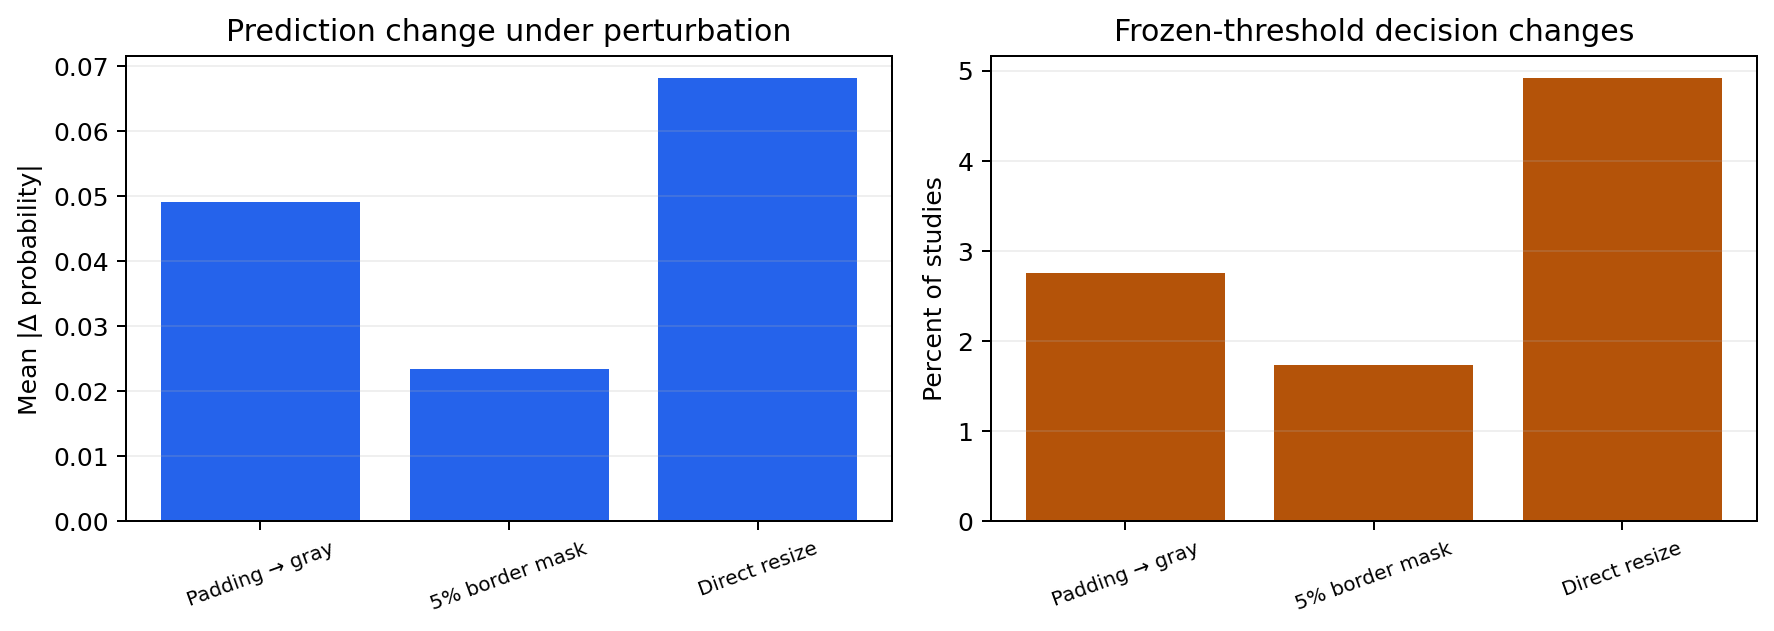 Prediction change under perturbation
Mean |Δ probability|
0.07
0.06
0.05
0.04
0.03
0.02
0.01
0.00
Padding → gray
5% border mask
Direct resize
Frozen-threshold decision changes
Percent of studies
5
4
3
2
1
0
Padding → gray
5% border mask
Direct resize